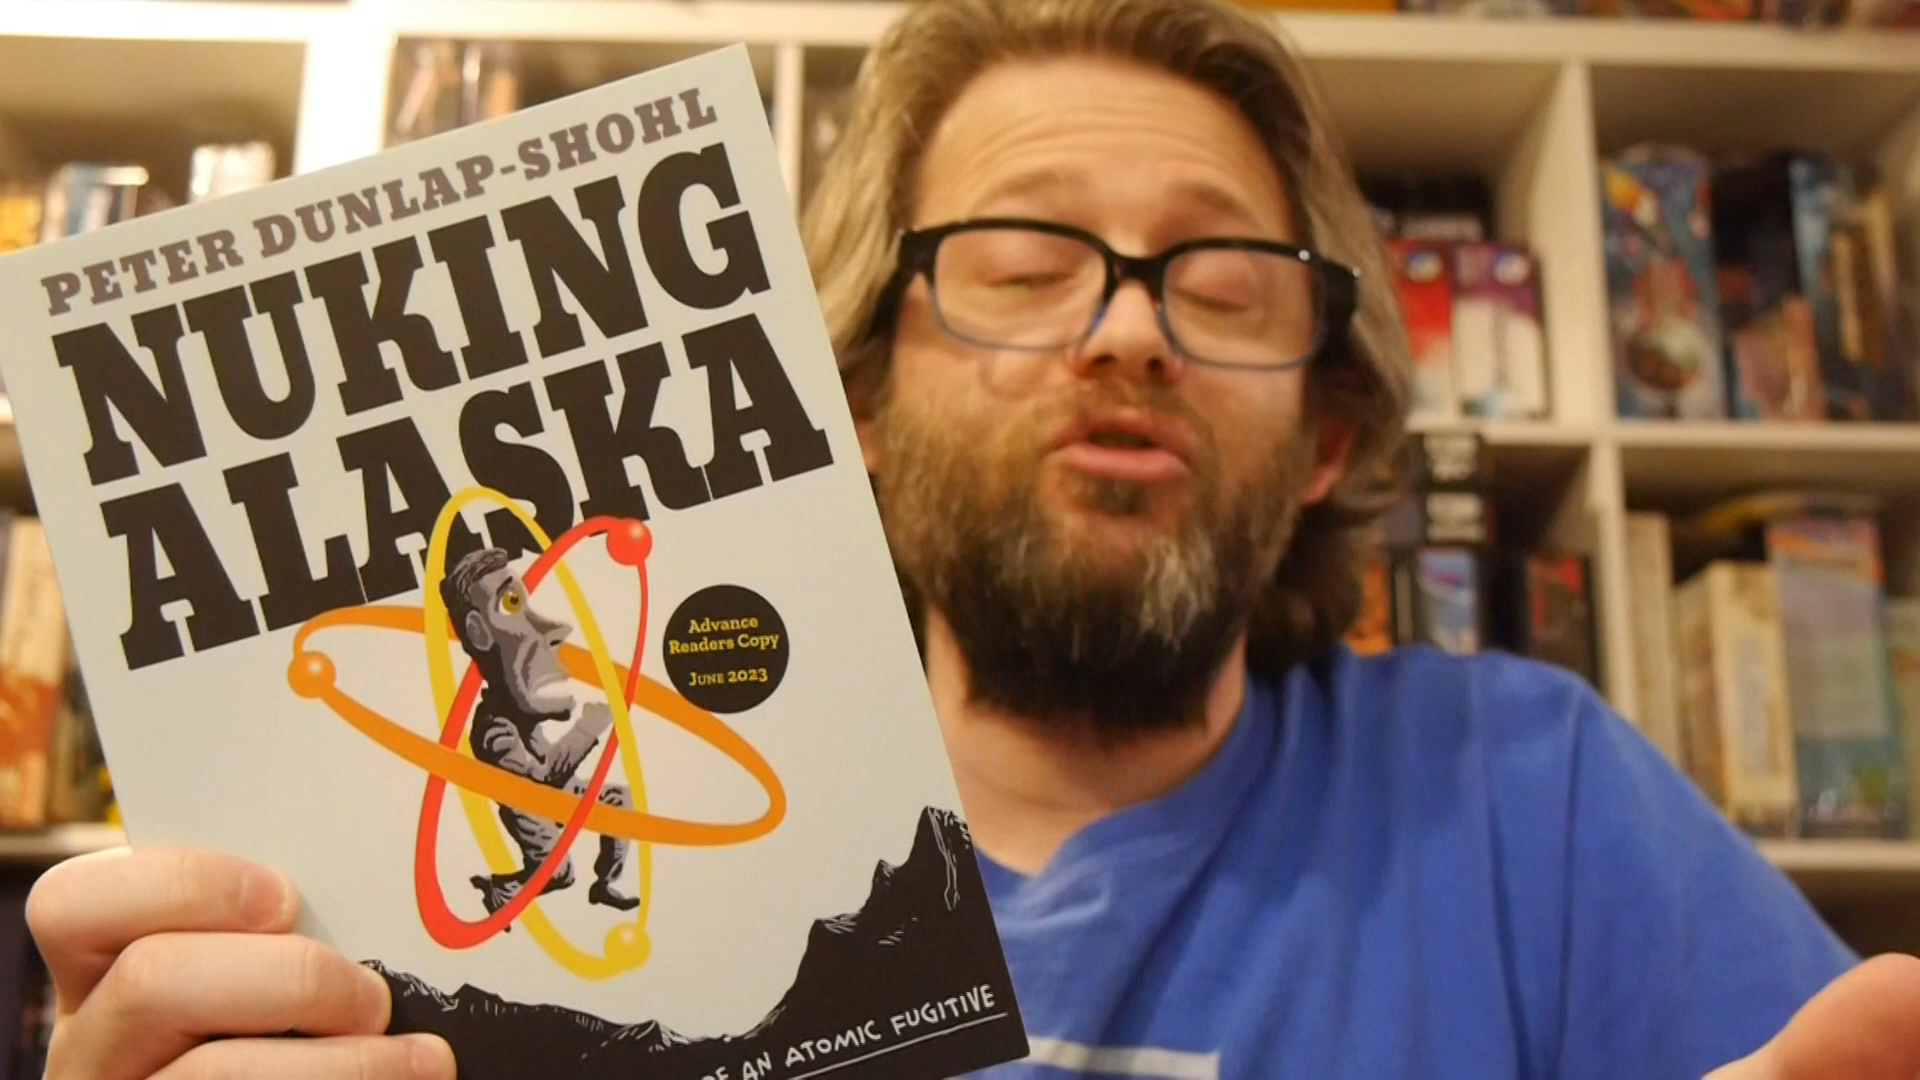 PETER DUNLAP-SHOHL
NUKING
ALASKA
Advance
Readers Copy
JUNE 2023
OF AN ATOMIC FUGITIVE